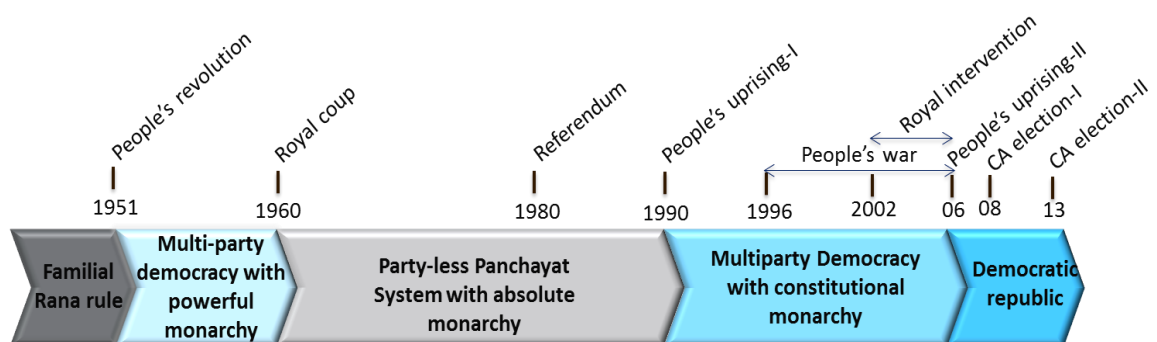 People's revolution
Royal coup
Referendum
People's uprising-I
Royal intervention
People's war
People's uprising-II
CA election-I
CA election-II
1951
1960
1980
1990
1996
2002
06
08
13
Familial
Rana rule
Multi-party
democracy with
powerful
monarchy
Party-less Panchayat
System with absolute
monarchy
Multiparty Democracy
with constitutional
monarchy
Democratic
republic